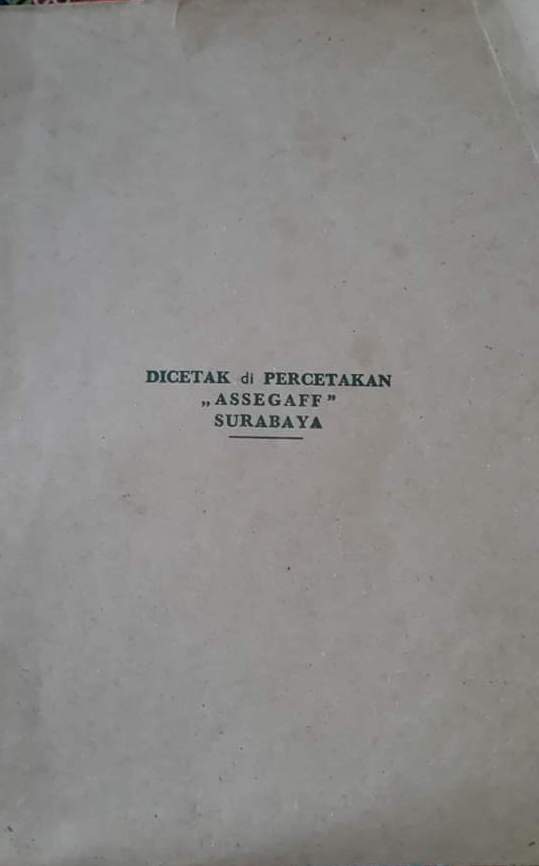 DICETAK di PERCETAKAN
„ASSEGAFF”
SURABAYA